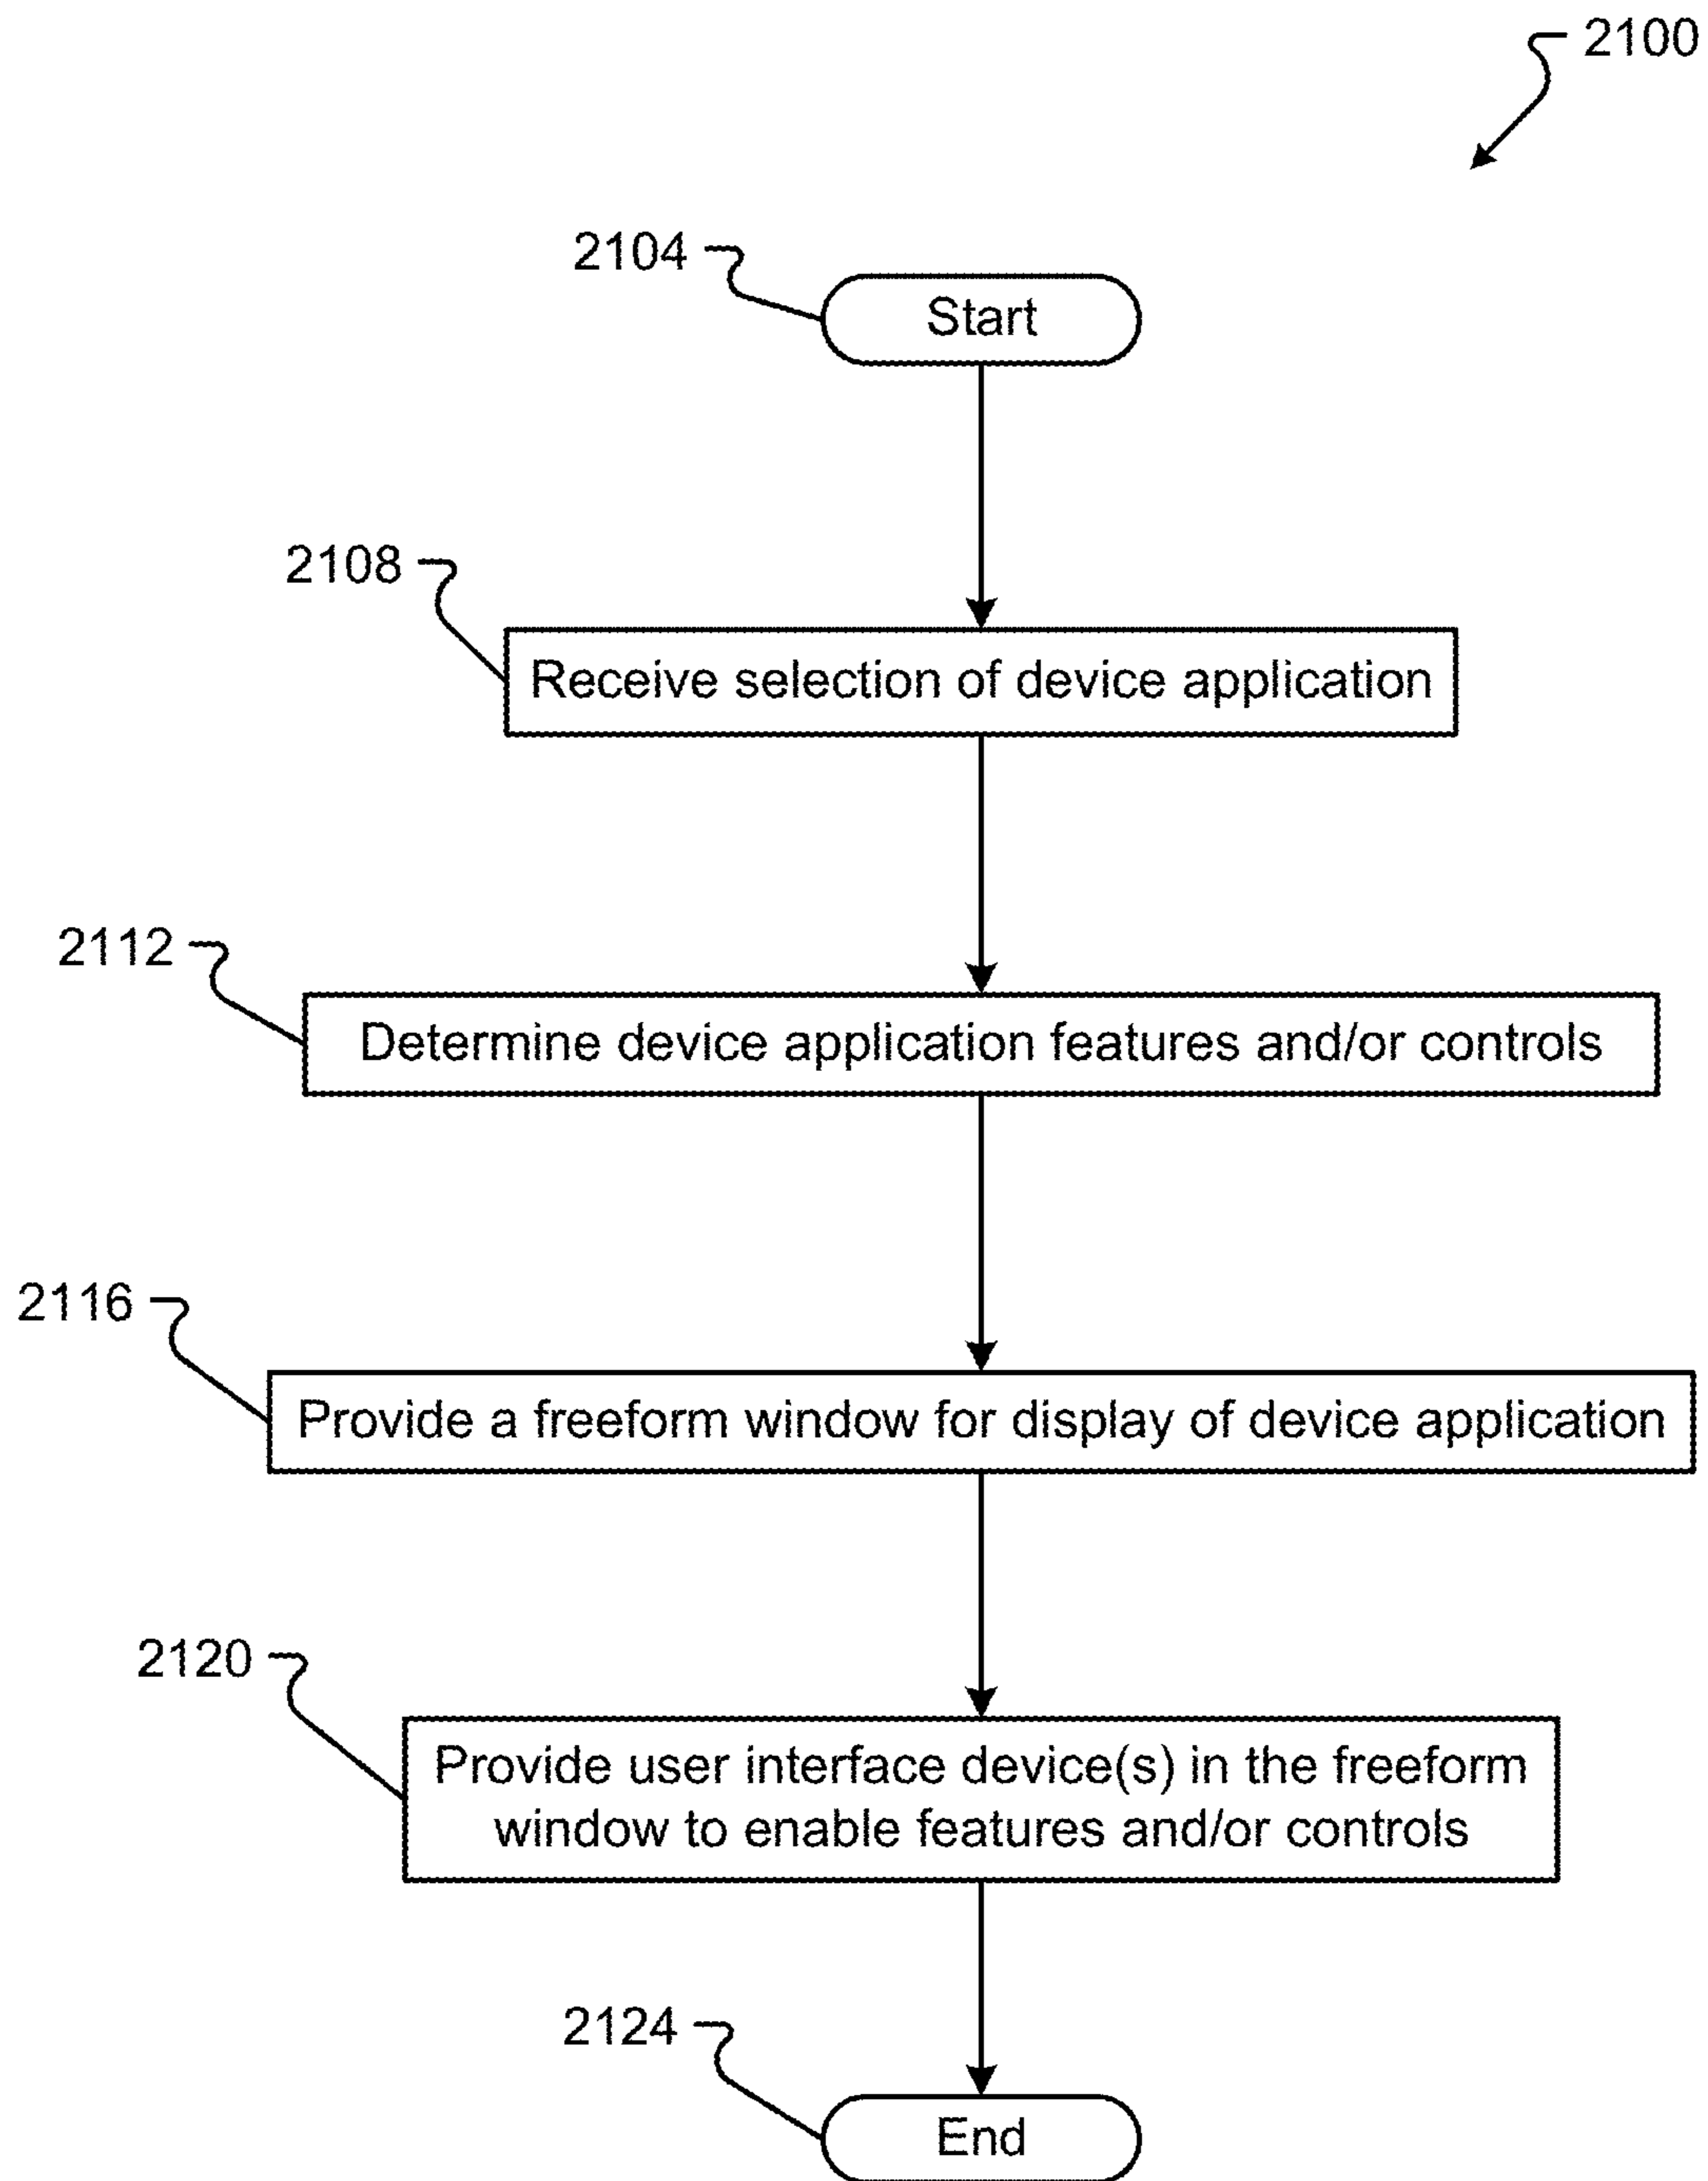 2100
2104
Start
2108
Receive selection of device application
2112
Determine device application features and/or controls
2116
Provide a freeform window for display of device application
2120
Provide user interface device(s) in the freeform
window to enable features and/or controls
2124
End